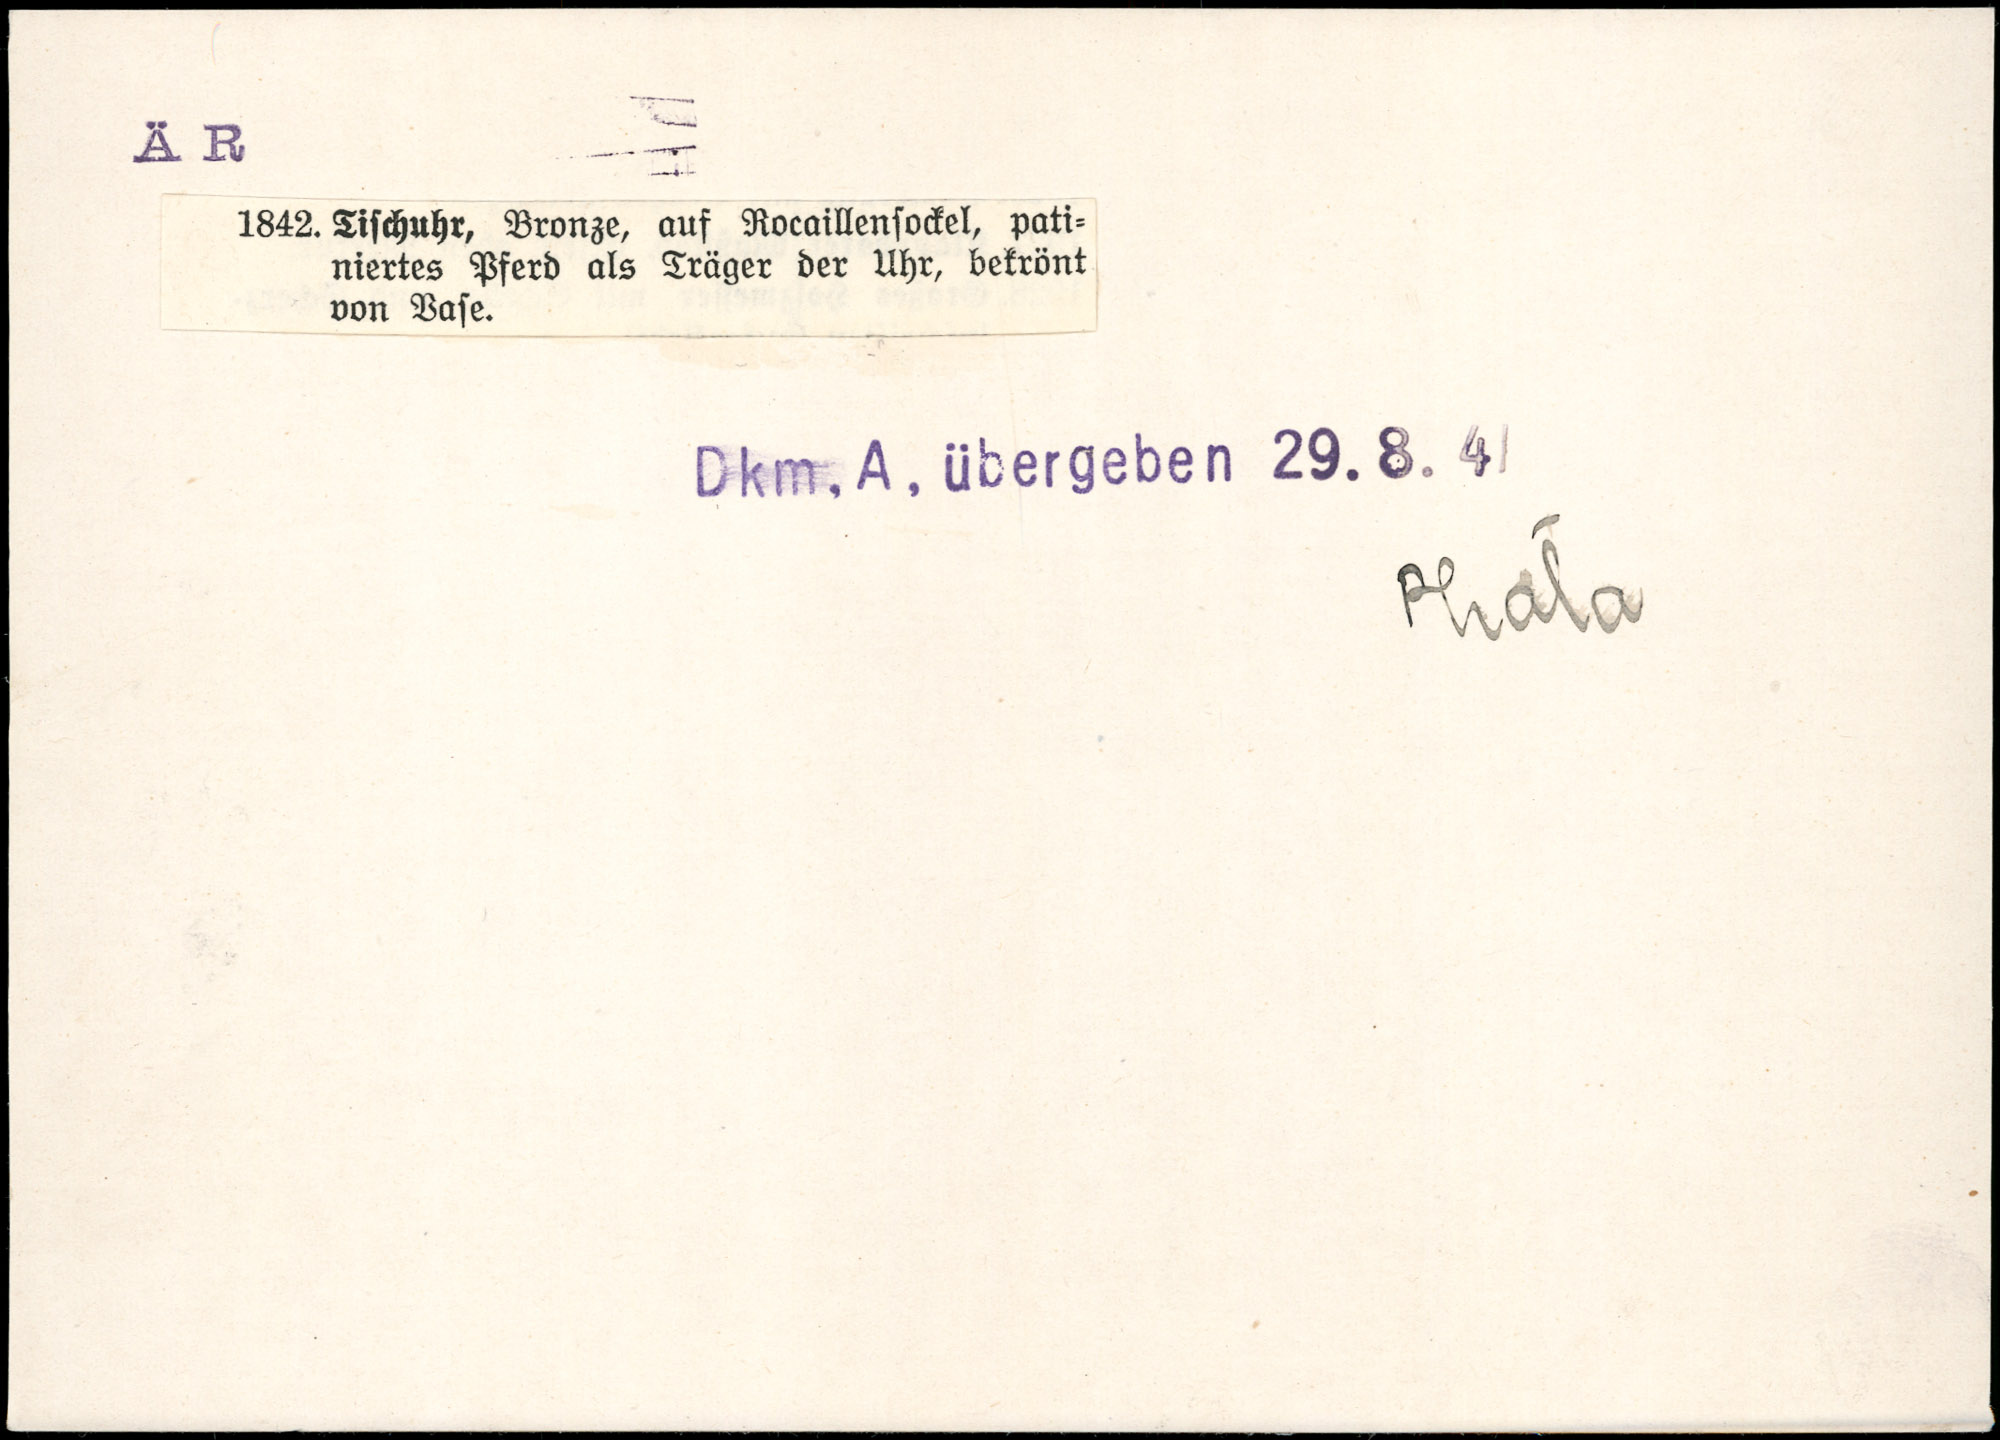 Ä R
1842. Tiſchuhr, Bronze, auf Rocaillenſockel, pati⸗
niertes Pferd als Träger der Uhr, bekrönt
von Vaſe.
Dkm. A, übergeben 29. 8. 41